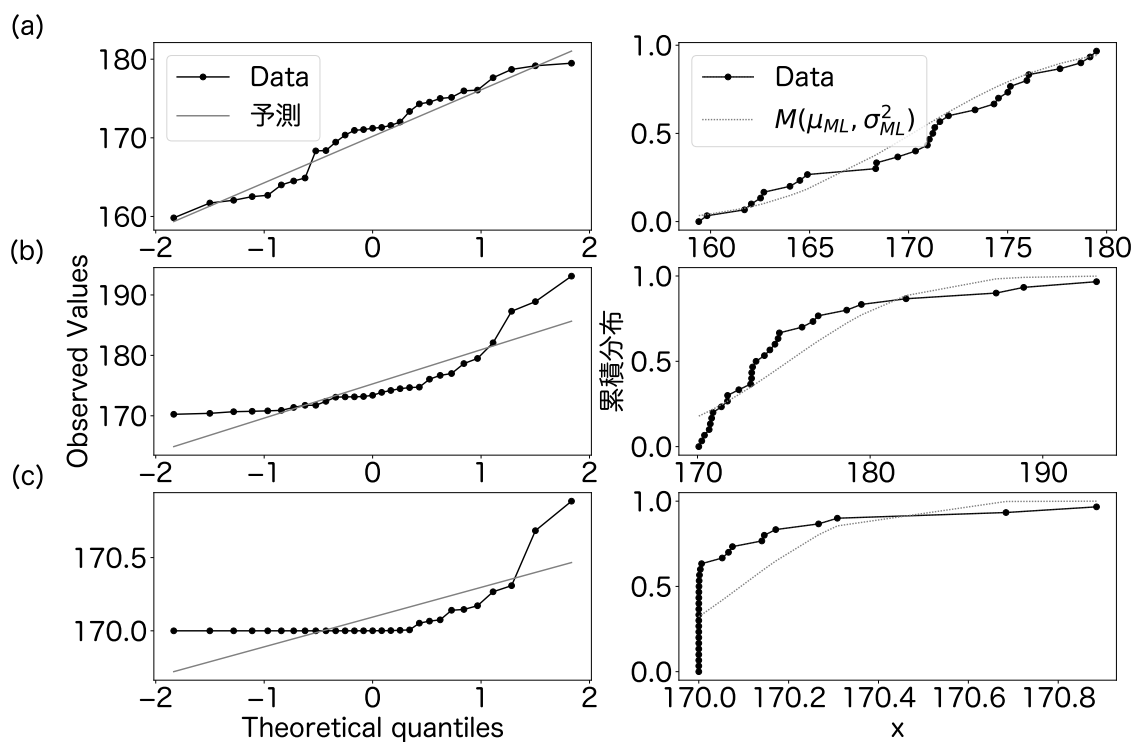 (a)
180
170
160
−2 −1 0 1 2
Data
予測
1.0
0.5
0.0
160 165 170 175 180
Data
M(μML, σ²ML)
(b)
190
180
170
−2 −1 0 1 2
Observed Values
1.0
0.5
0.0
170 180 190
累積分布
(c)
170.5
170.0
−2 −1 0 1 2
Theoretical quantiles
1.0
0.5
0.0
170.0 170.2 170.4 170.6 170.8
x